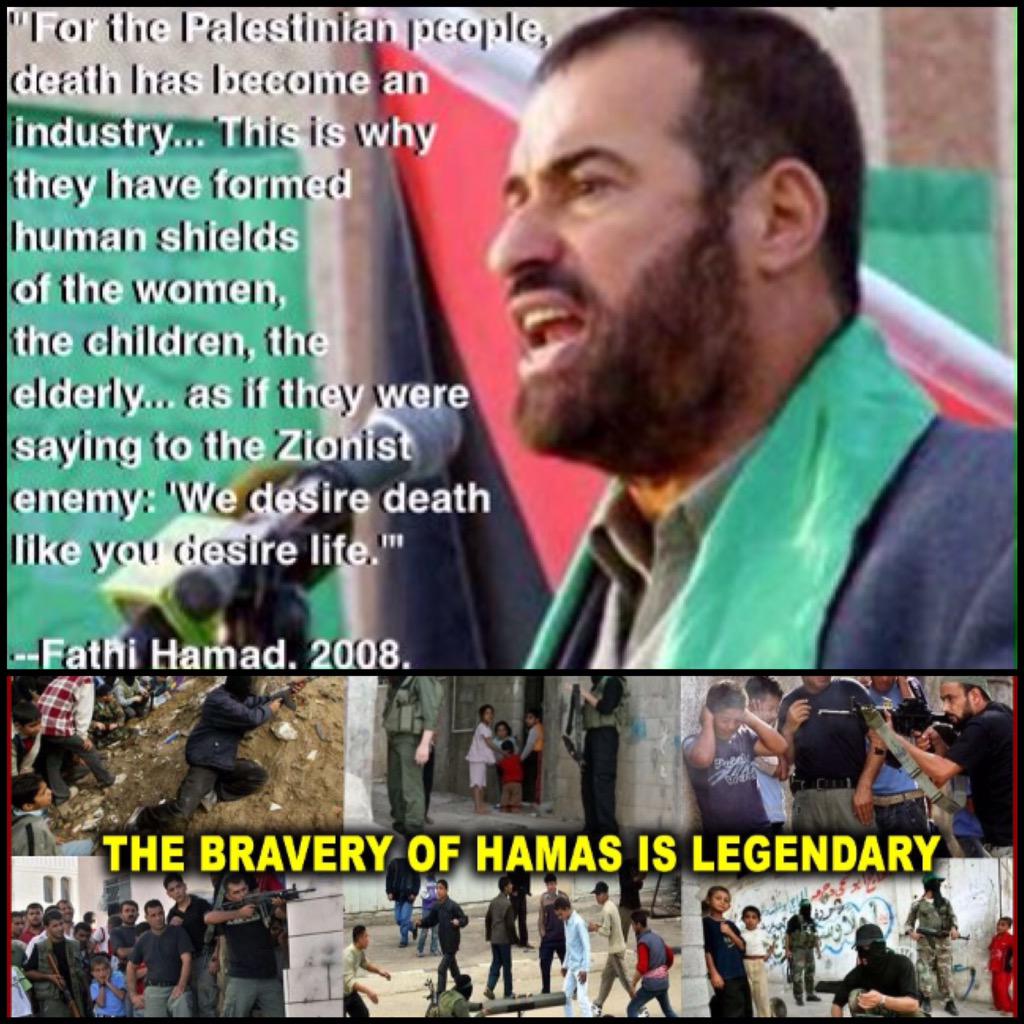 "For the Palestinian people,
death has become an
industry... This is why
they have formed
human shields
of the women,
the children, the
elderly... as if they were
saying to the Zionist
enemy: 'We desire death
like you desire life.'"
--Fathi Hamad, 2008.
THE BRAVERY OF HAMAS IS LEGENDARY